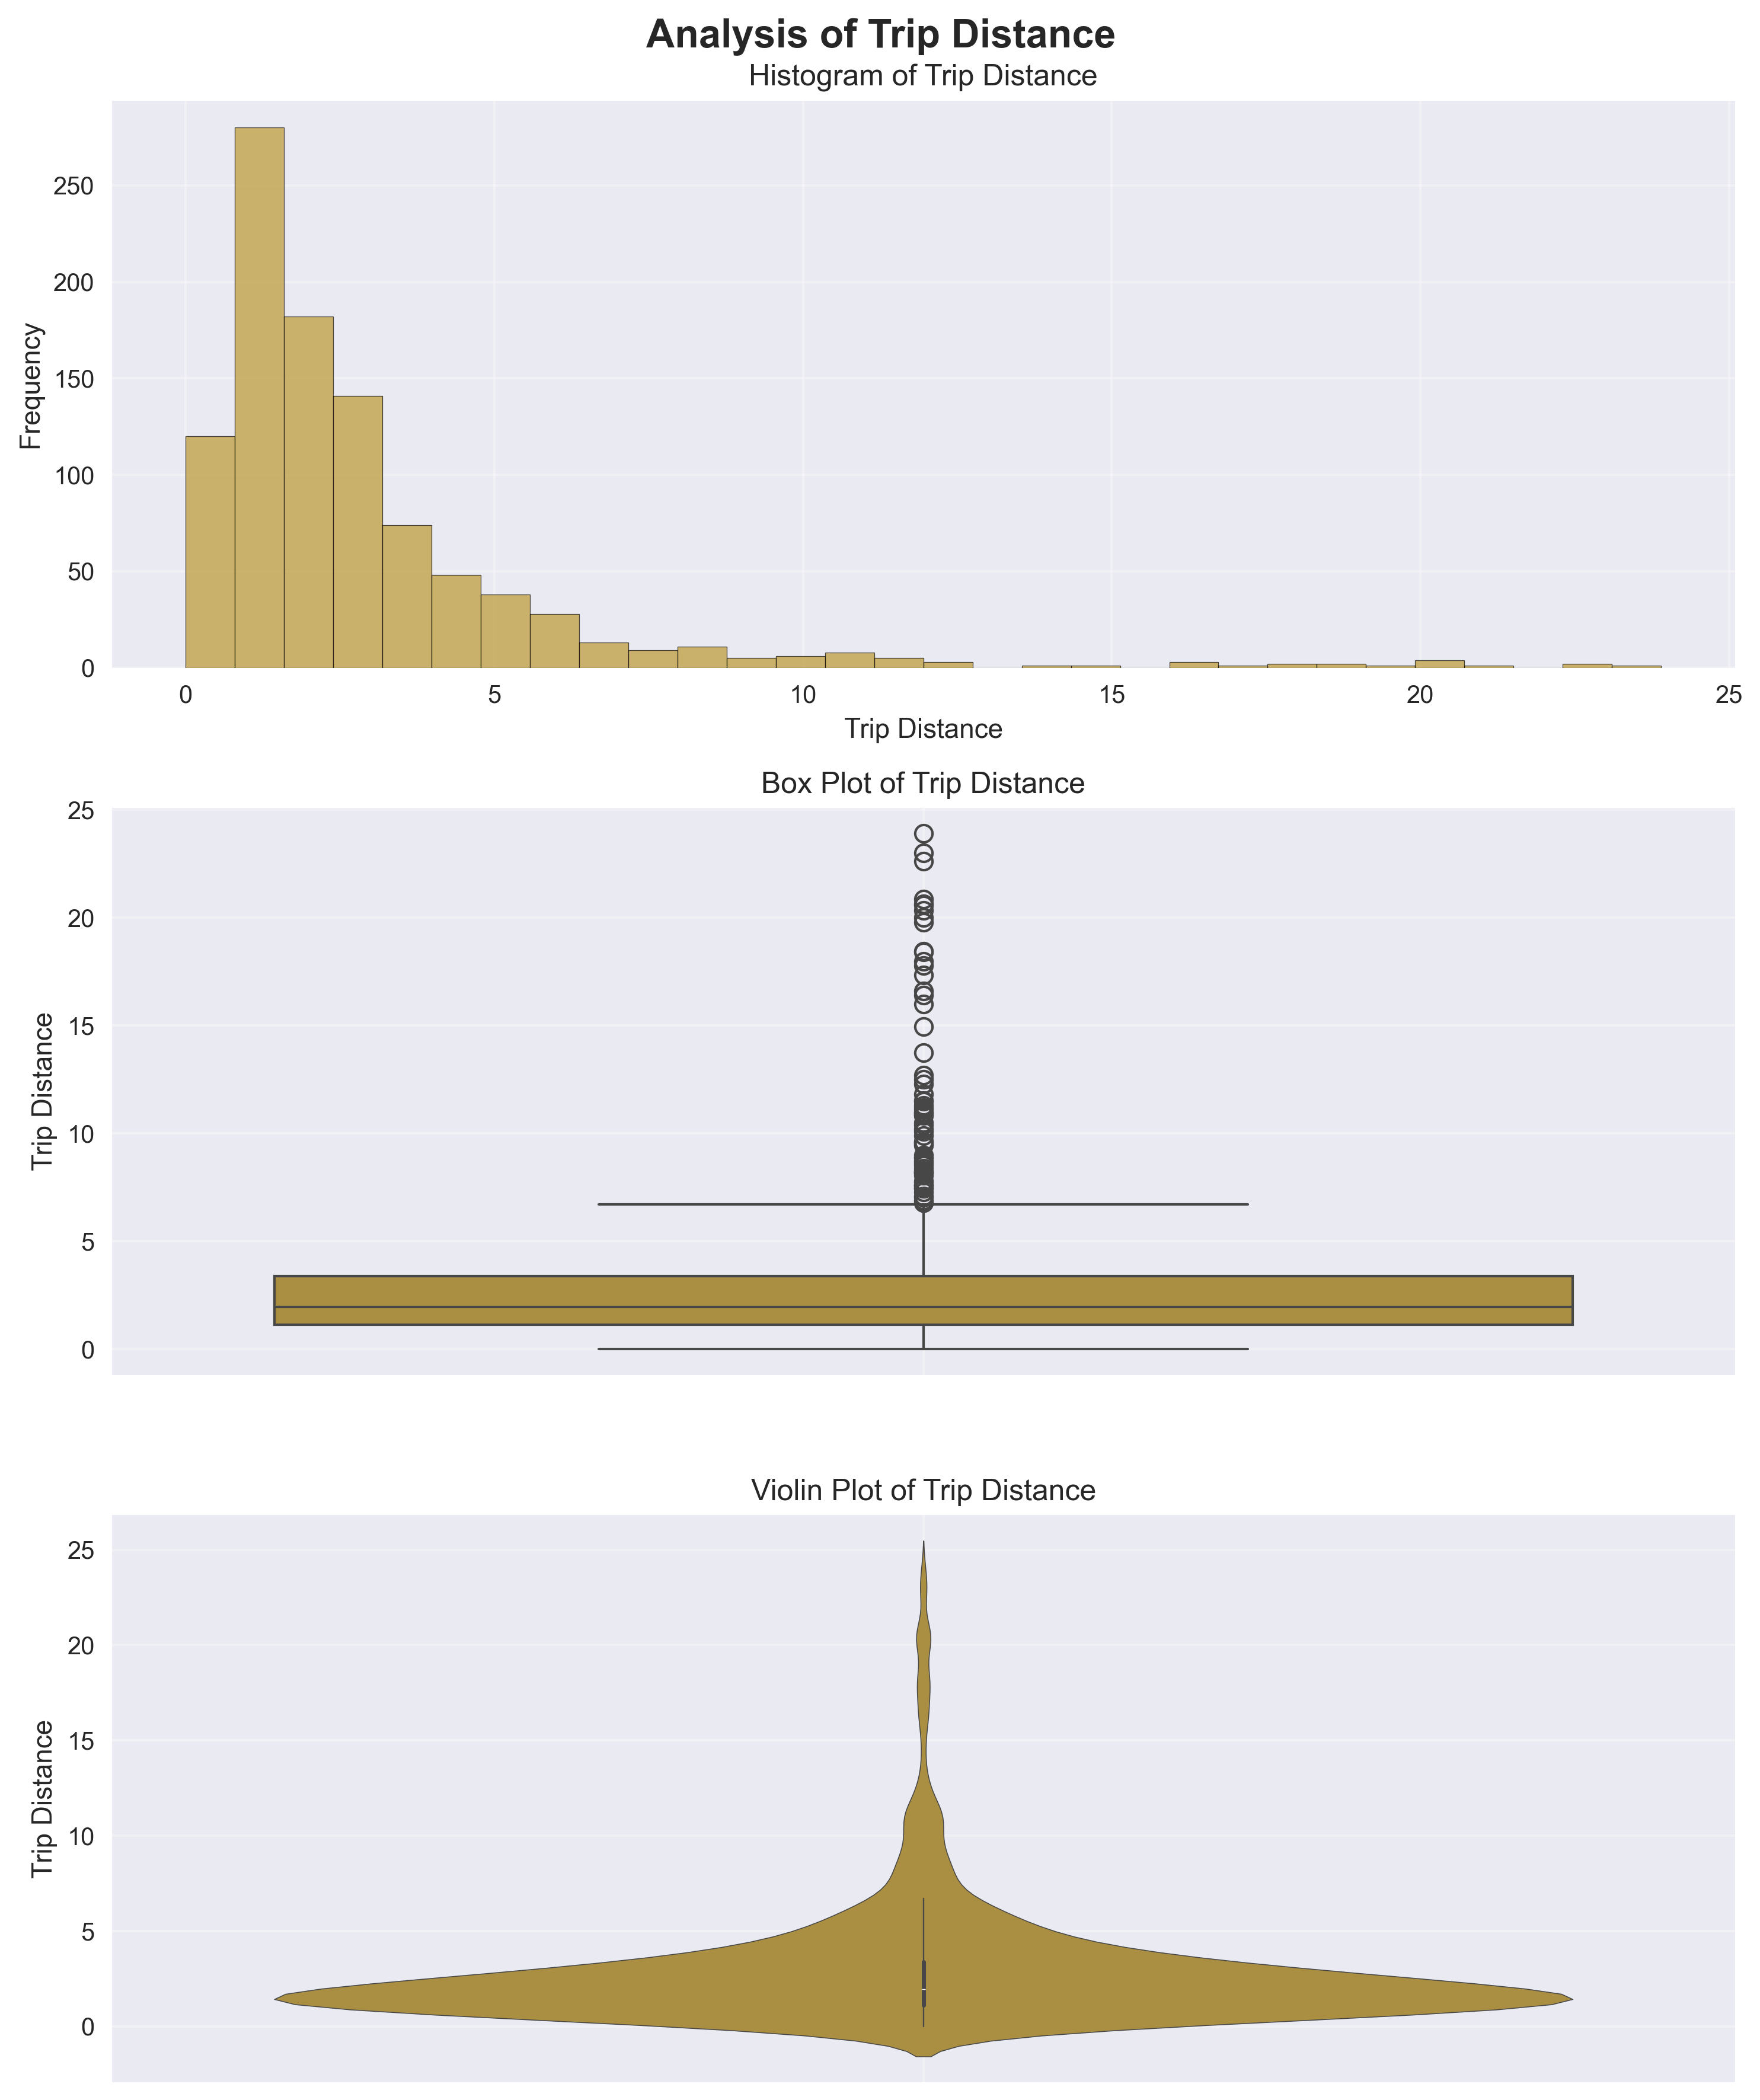 Analysis of Trip Distance
Histogram of Trip Distance
Frequency
250
200
150
100
50
0
0 5 10 15 20 25
Trip Distance
Box Plot of Trip Distance
Trip Distance
25
20
15
10
5
0
Violin Plot of Trip Distance
Trip Distance
25
20
15
10
5
0